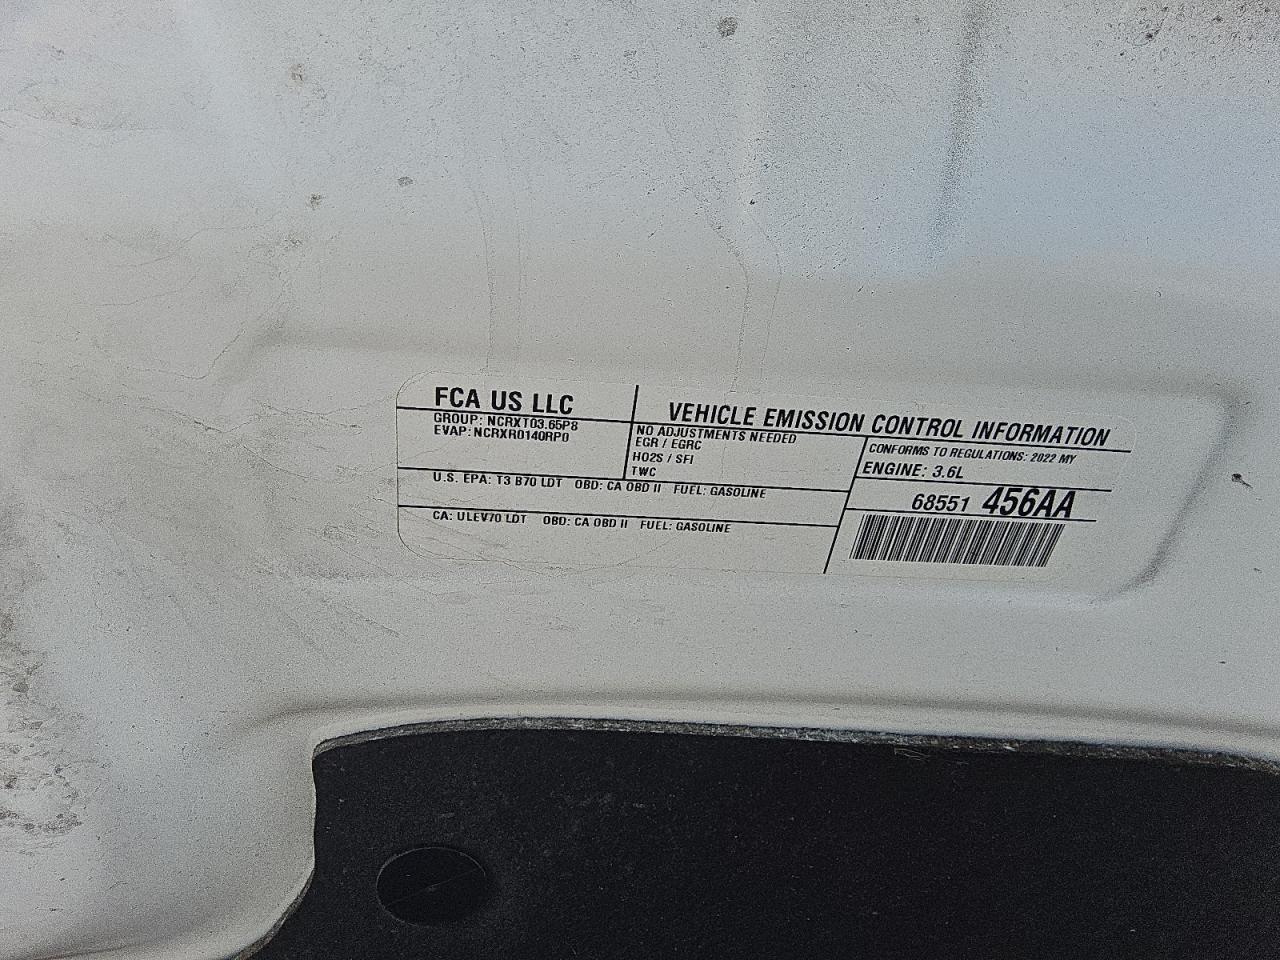 FCA US LLC
GROUP: NCRXT03.65P8
EVAP: NCRXR0140RP0
VEHICLE EMISSION CONTROL INFORMATION
NO ADJUSTMENTS NEEDED
EGR / EGRC
HO2S / SFI
TWC
CONFORMS TO REGULATIONS: 2022 MY
ENGINE: 3.6L
U.S. EPA: T3 B70 LDT OBD: CA OBD II FUEL: GASOLINE
CA: ULEV70 LDT OBD: CA OBD II FUEL: GASOLINE
68551 456AA